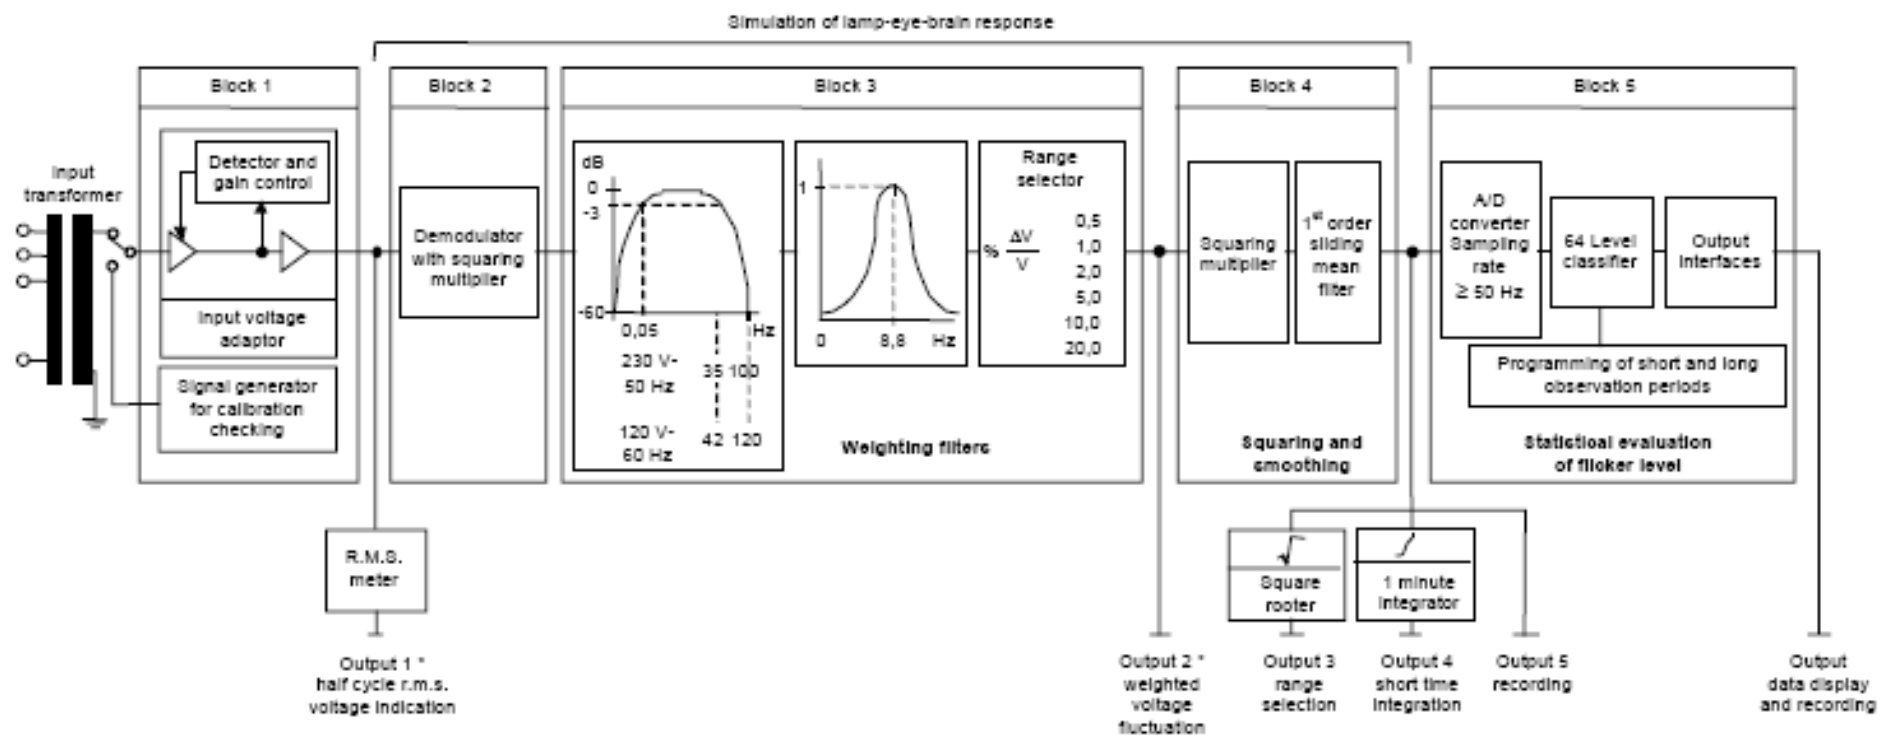 Simulation of lamp-eye-brain response
Block 1
Block 2
Block 3
Block 4
Block 5
Input
transformer
Detector and
gain control
Input voltage
adaptor
Signal generator
for calibration
checking
Demodulator
with squaring
multiplier
dB
0
-3
-60
0,05
Hz
230 V-
50 Hz
35 100
120 V-
60 Hz
42 120
1
0
8,8
Hz
Range
selector
% ΔV
V
0,5
1,0
2,0
5,0
10,0
20,0
Weighting filters
Squaring
multiplier
1st order
sliding
mean
filter
Squaring and
smoothing
A/D
converter
Sampling
rate
≥ 50 Hz
64 Level
classifier
Output
interfaces
Programming of short and long
observation periods
Statistical evaluation
of flicker level
R.M.S.
meter
Square
rooter
1 minute
integrator
Output 1 *
half cycle r.m.s.
voltage indication
Output 2 *
weighted
voltage
fluctuation
Output 3
range
selection
Output 4
short time
integration
Output 5
recording
Output
data display
and recording